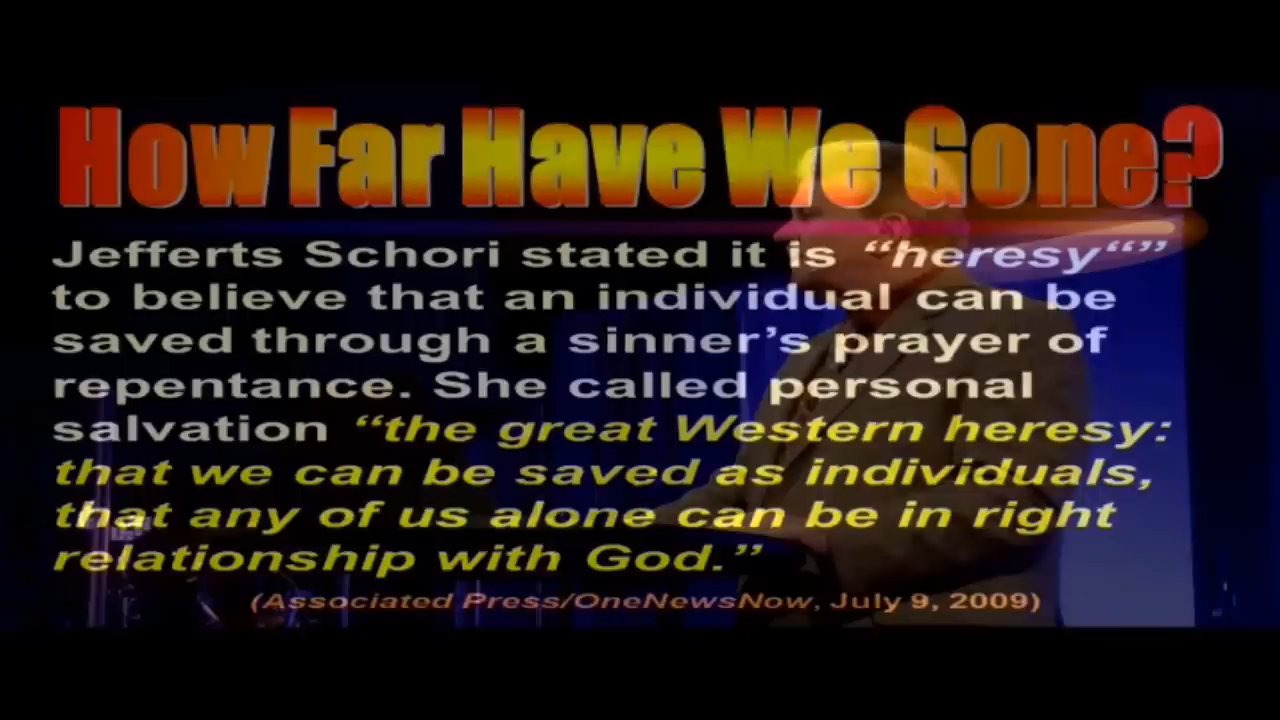 How Far Have We Gone?
Jefferts Schori stated it is “heresy“”
to believe that an individual can be
saved through a sinner’s prayer of
repentance. She called personal
salvation “the great Western heresy:
that we can be saved as individuals,
that any of us alone can be in right
relationship with God.”
(Associated Press/OneNewsNow, July 9, 2009)